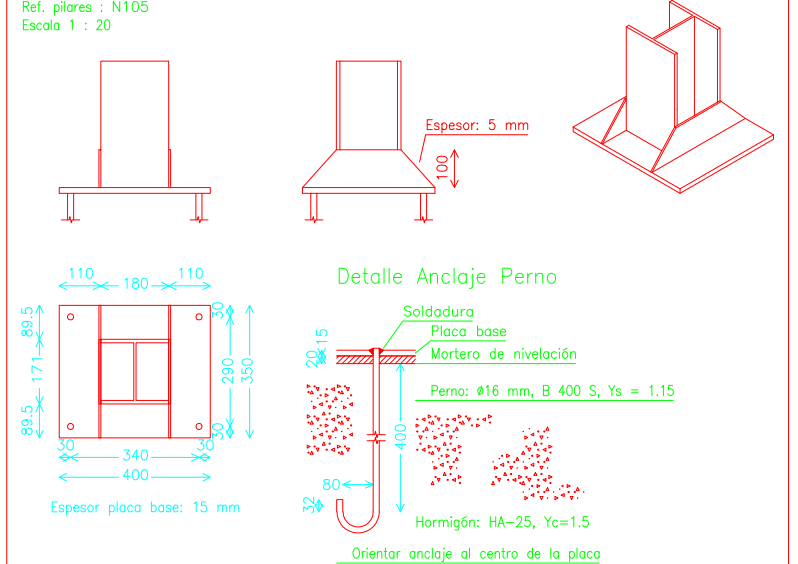 Ref. pilares : N105
Escala 1 : 20
Espesor: 5 mm
100
110
180
110
89.5
171
89.5
30
290
350
30
30
340
30
400
Espesor placa base: 15 mm
Detalle Anclaje Perno
Soldadura
Placa base
Mortero de nivelación
15
20
Perno: ø16 mm, B 400 S, Ys = 1.15
400
80
32
Hormigón: HA-25, Yc=1.5
Orientar anclaje al centro de la placa